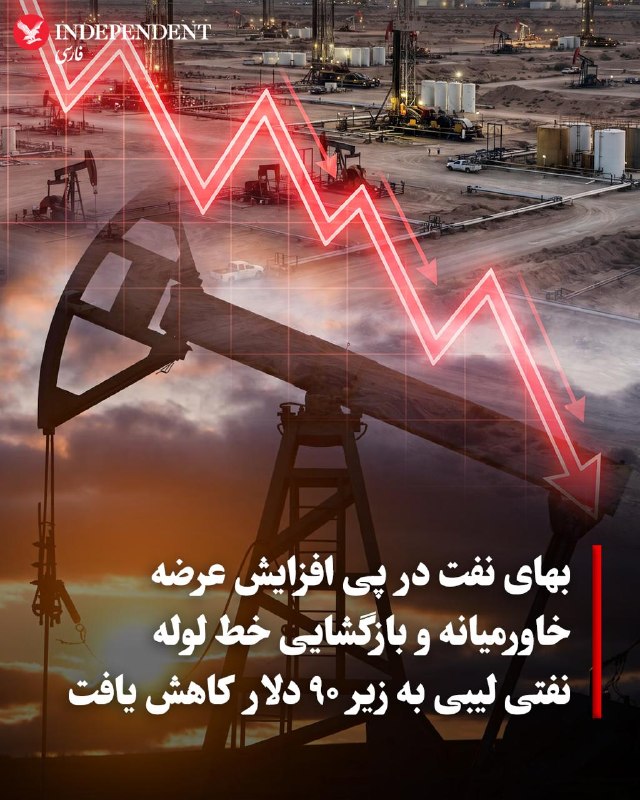 INDEPENDENT
فارسی
بهای نفت در پی افزایش عرضه
خاورمیانه و بازگشایی خط لوله
نفتی لیبی به زیر ۹۰ دلار کاهش یافت